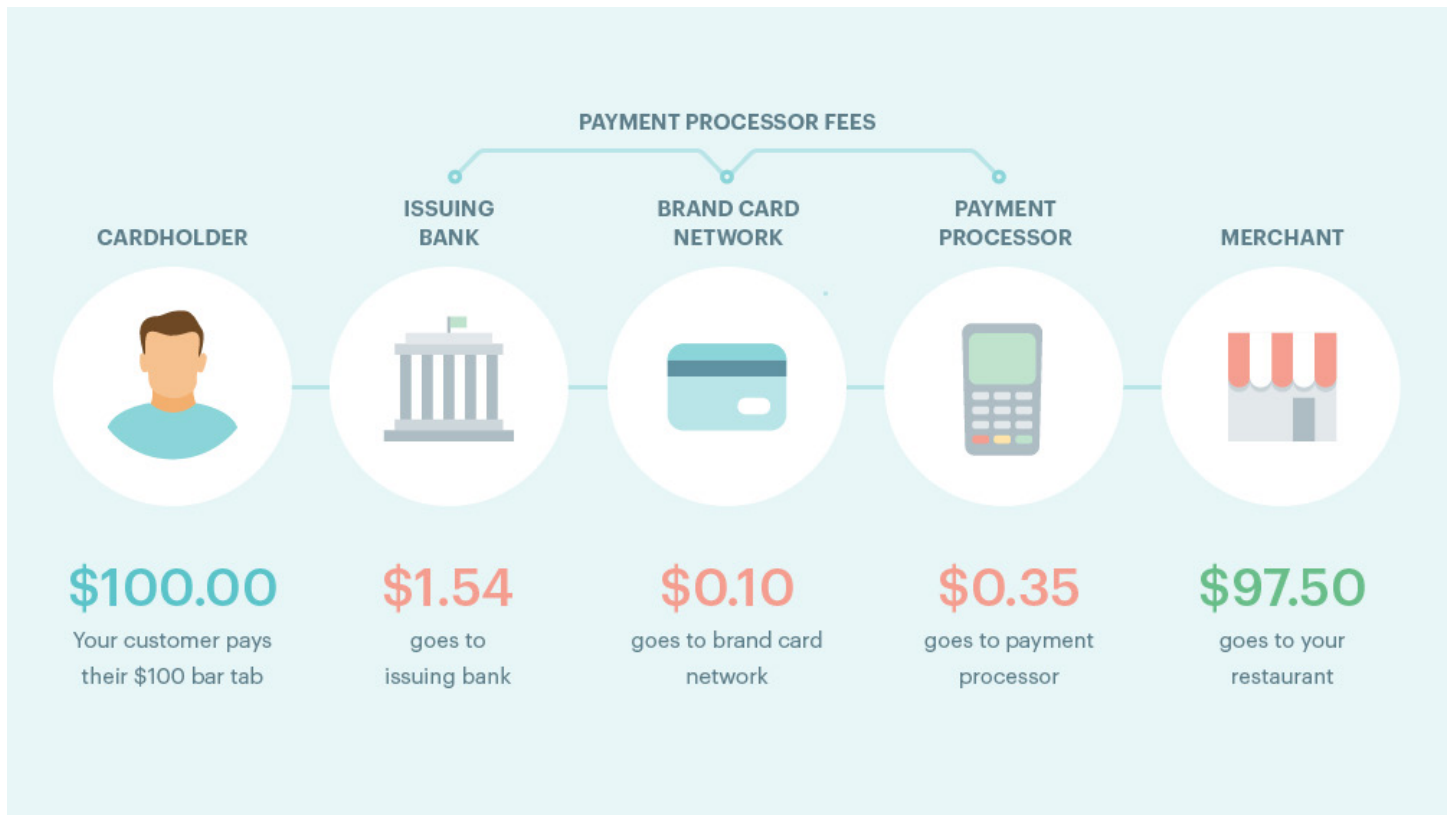 PAYMENT PROCESSOR FEES
CARDHOLDER
ISSUING
BANK
BRAND CARD
NETWORK
PAYMENT
PROCESSOR
MERCHANT
$100.00
Your customer pays
their $100 bar tab
$1.54
goes to
issuing bank
$0.10
goes to brand card
network
$0.35
goes to payment
processor
$97.50
goes to your
restaurant